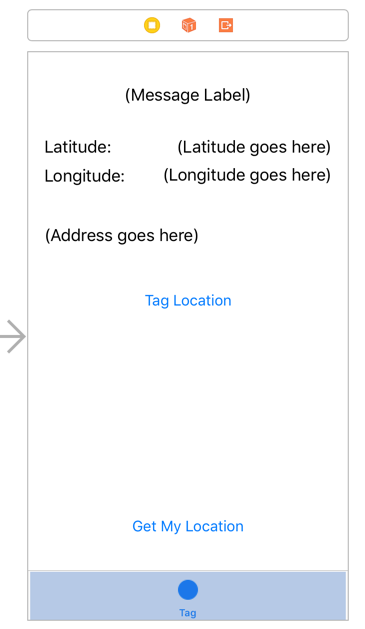 (Message Label)
Latitude: (Latitude goes here)
Longitude: (Longitude goes here)
(Address goes here)
Tag Location
Get My Location
Tag